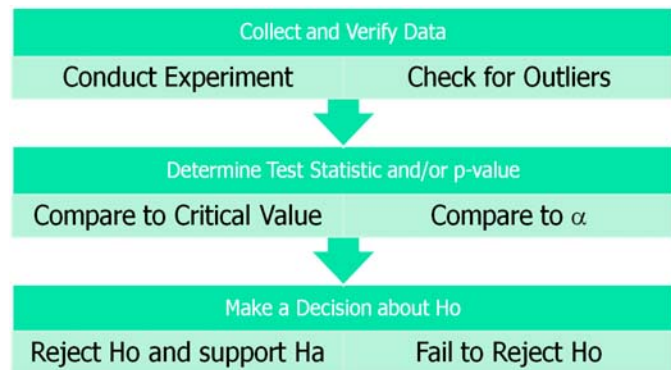 Collect and Verify Data
Conduct Experiment
Check for Outliers
Determine Test Statistic and/or p-value
Compare to Critical Value
Compare to α
Make a Decision about Ho
Reject Ho and support Ha
Fail to Reject Ho